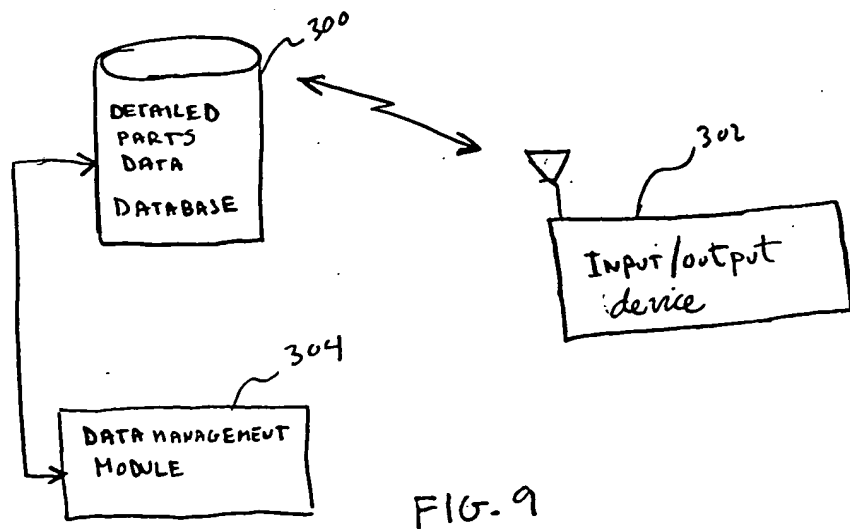 300
DETAILED
PARTS
DATA
DATABASE
302
INPUT/output
device
304
DATA MANAGEMENT
MODULE
FIG. 9